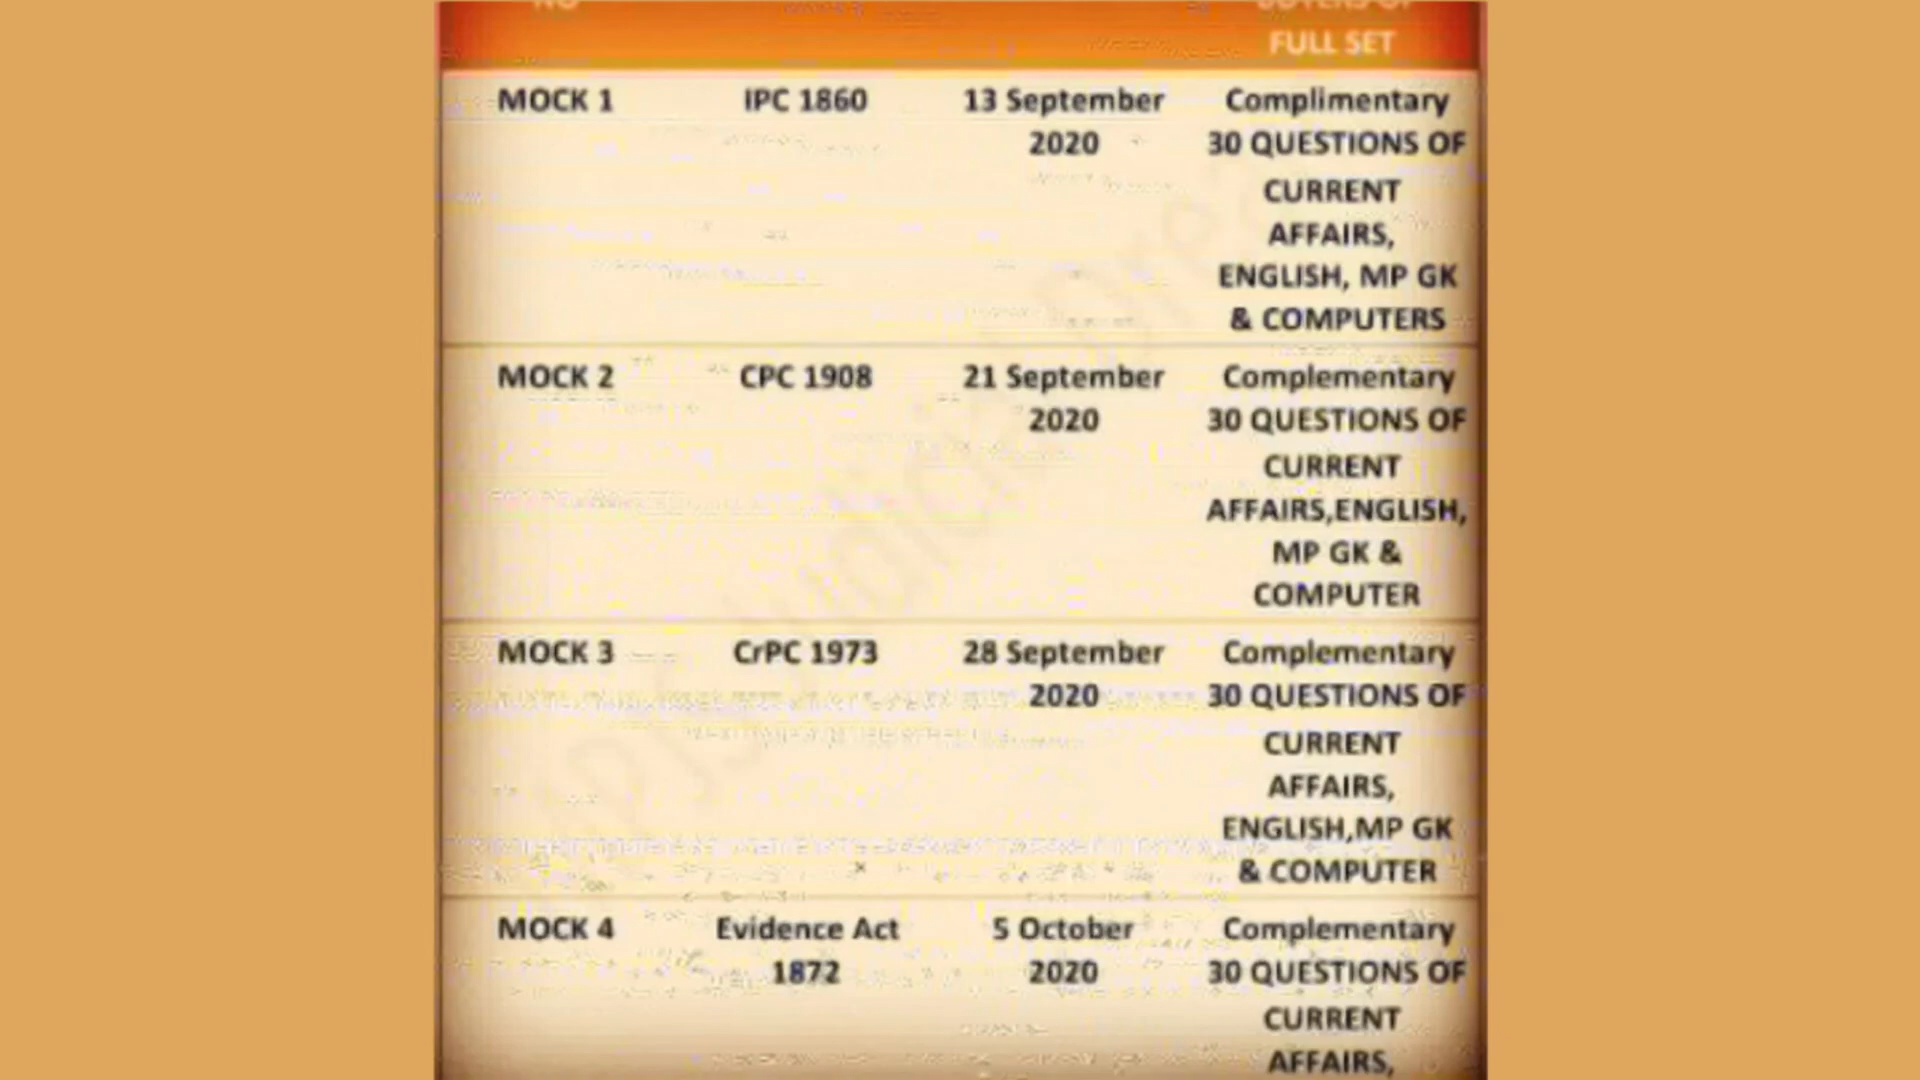 NO
BUYERS OF
FULL SET
MOCK 1 IPC 1860 13 September Complimentary
2020 30 QUESTIONS OF
CURRENT
AFFAIRS,
ENGLISH, MP GK
& COMPUTERS
MOCK 2 CPC 1908 21 September Complementary
2020 30 QUESTIONS OF
CURRENT
AFFAIRS,ENGLISH,
MP GK &
COMPUTER
MOCK 3 CrPC 1973 28 September Complementary
2020 30 QUESTIONS OF
CURRENT
AFFAIRS,
ENGLISH,MP GK
& COMPUTER
MOCK 4 Evidence Act 5 October Complementary
1872 2020 30 QUESTIONS OF
CURRENT
AFFAIRS,